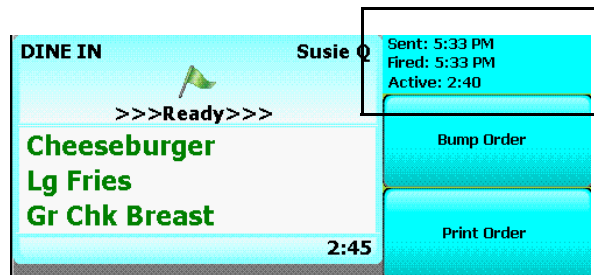 DINE IN Susie Q
>>>Ready>>>
Cheeseburger
Lg Fries
Gr Chk Breast
2:45
Sent: 5:33 PM
Fired: 5:33 PM
Active: 2:40
Bump Order
Print Order